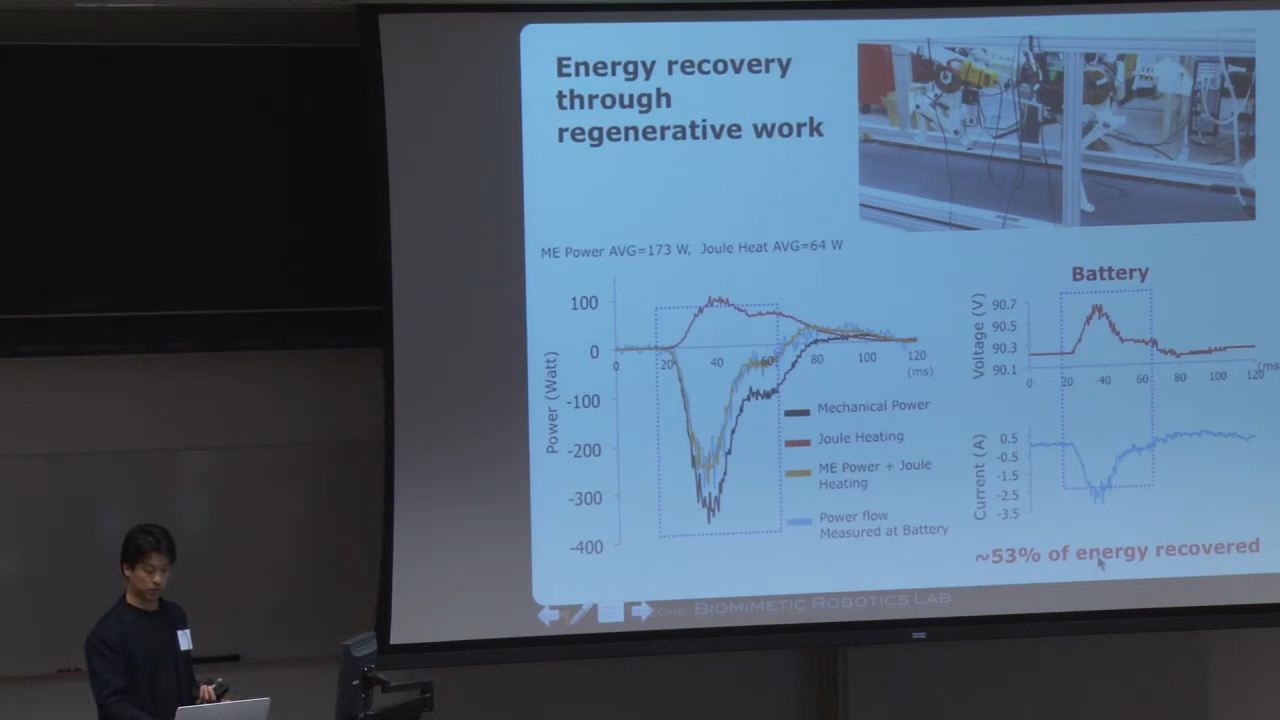 Energy recovery
through
regenerative work
ME Power AVG=173 W, Joule Heat AVG=64 W
Power (Watt)
100
0
-100
-200
-300
-400
0
20
40
60
80
100
120
(ms)
Mechanical Power
Joule Heating
ME Power + Joule
Heating
Power flow
Measured at Battery
Battery
Voltage (V)
90.7
90.5
90.3
90.1
0
20
40
60
80
100
120
(ms
Current (A)
0.5
-0.5
-1.5
-2.5
-3.5
~53% of energy recovered
BIOMIMETIC ROBOTICS LAB